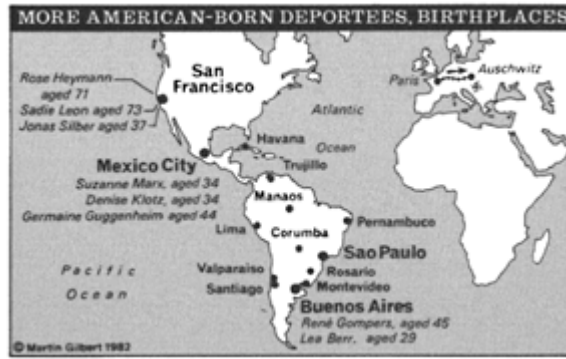 MORE AMERICAN-BORN DEPORTEES, BIRTHPLACES
Rose Heymann
aged 71
Sadie Leon aged 73
Jonas Silber aged 37
San
Francisco
Paris
Auschwitz
Atlantic
Ocean
Havana
Trujillo
Mexico City
Suzanne Marx, aged 34
Denise Klotz, aged 34
Germaine Guggenheim aged 44
Manaos
Lima
Pernambuco
Corumba
Sao Paulo
Pacific
Ocean
Valparaiso
Santiago
Rosario
Montevideo
Buenos Aires
René Gompers, aged 45
Lea Berr, aged 29
© Martin Gilbert 1982